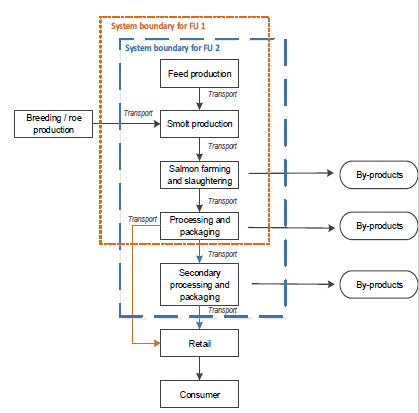 System boundary for FU 1
System boundary for FU 2
Feed production
Transport
Breeding / roe
production
Transport
Smolt production
Transport
Salmon farming
and slaughtering
By-products
Transport
Transport
Processing and
packaging
By-products
Transport
Secondary
processing and
packaging
By-products
Transport
Retail
Consumer